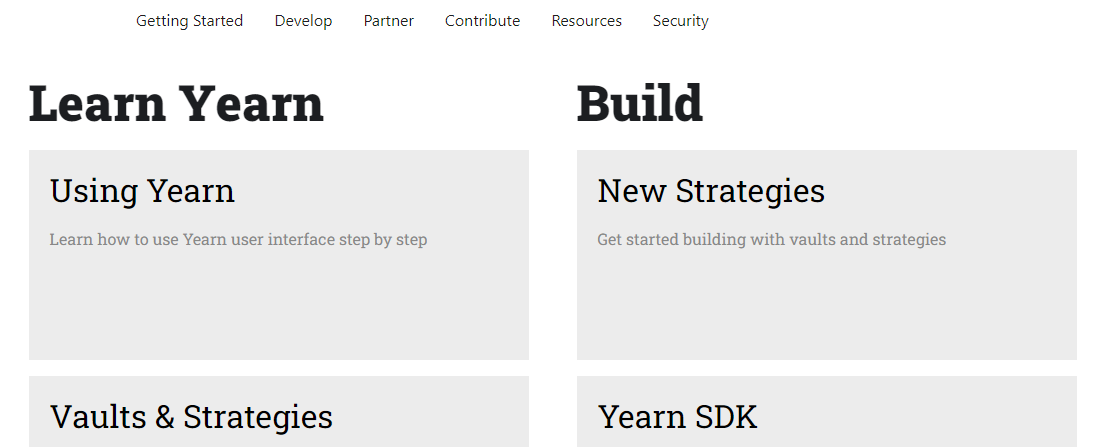 Getting Started Develop Partner Contribute Resources Security
Learn Yearn
Using Yearn
Learn how to use Yearn user interface step by step
Vaults & Strategies
Build
New Strategies
Get started building with vaults and strategies
Yearn SDK